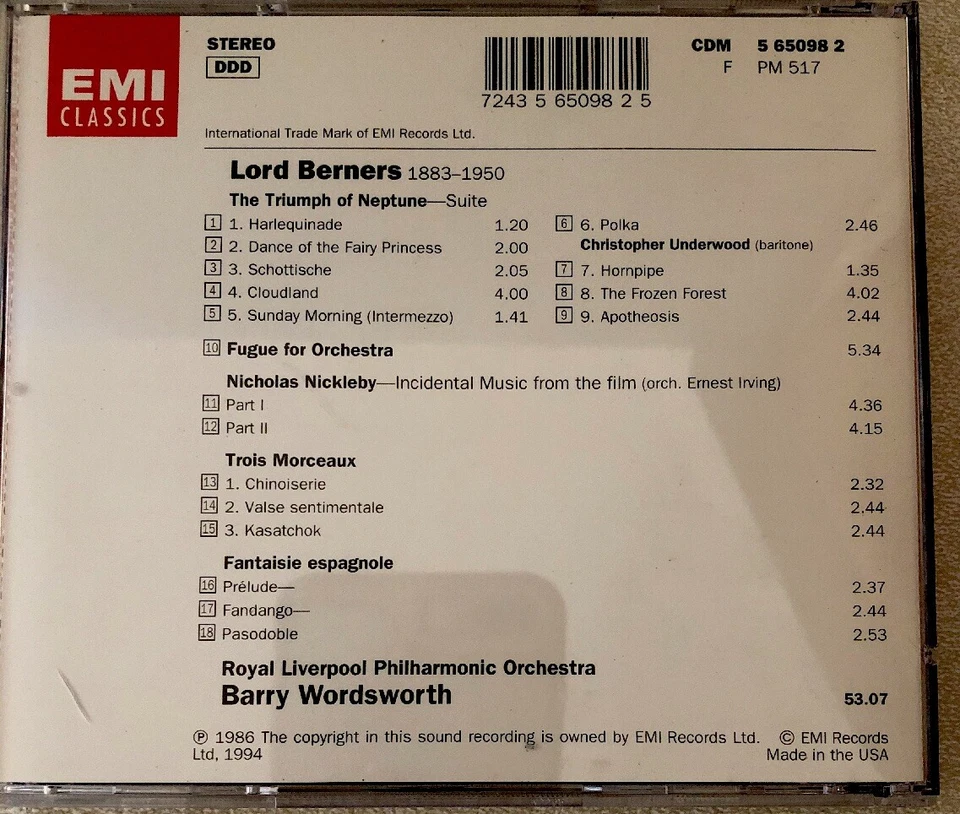 EMI
CLASSICS
STEREO
DDD
7243 5 65098 2 5
CDM 5 65098 2
F PM 517
International Trade Mark of EMI Records Ltd.
Lord Berners 1883–1950
The Triumph of Neptune—Suite
1 1. Harlequinade 1.20
2 2. Dance of the Fairy Princess 2.00
3 3. Schottische 2.05
4 4. Cloudland 4.00
5 5. Sunday Morning (Intermezzo) 1.41
6 6. Polka 2.46
Christopher Underwood (baritone)
7 7. Hornpipe 1.35
8 8. The Frozen Forest 4.02
9 9. Apotheosis 2.44
10 Fugue for Orchestra 5.34
Nicholas Nickleby—Incidental Music from the film (orch. Ernest Irving)
11 Part I 4.36
12 Part II 4.15
Trois Morceaux
13 1. Chinoiserie 2.32
14 2. Valse sentimentale 2.44
15 3. Kasatchok 2.44
Fantaisie espagnole
16 Prélude— 2.37
17 Fandango— 2.44
18 Pasodoble 2.53
Royal Liverpool Philharmonic Orchestra
Barry Wordsworth 53.07
℗ 1986 The copyright in this sound recording is owned by EMI Records Ltd. © EMI Records
Ltd, 1994 Made in the USA